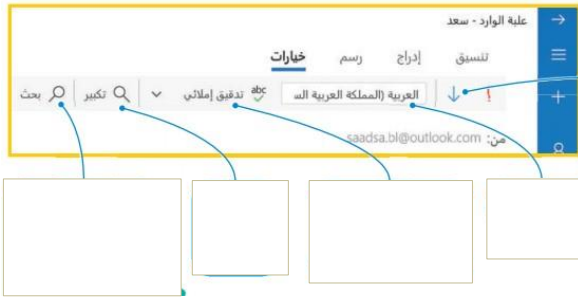 علبة الوارد - سعد
تنسيق إدراج رسم خيارات
! العربية (المملكة العربية الس abc تدقيق إملائي تكبير بحث
من: saadsa.bl@outlook.com